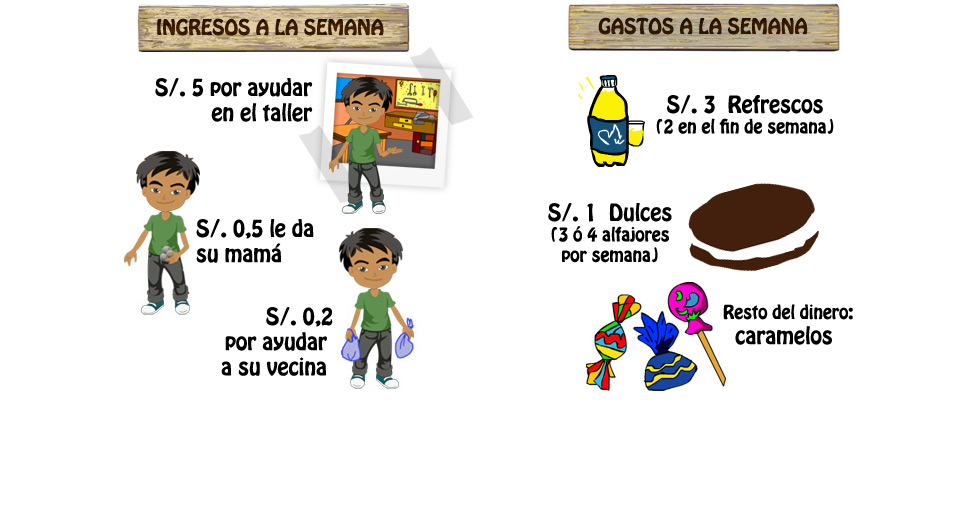 INGRESOS A LA SEMANA
S/. 5 por ayudar
en el taller
S/. 0,5 le da
su mamá
S/. 0,2
por ayudar
a su vecina
GASTOS A LA SEMANA
S/. 3 Refrescos
(2 en el fin de semana)
S/. 1 Dulces
(3 ó 4 alfajores
por semana)
Resto del dinero:
caramelos